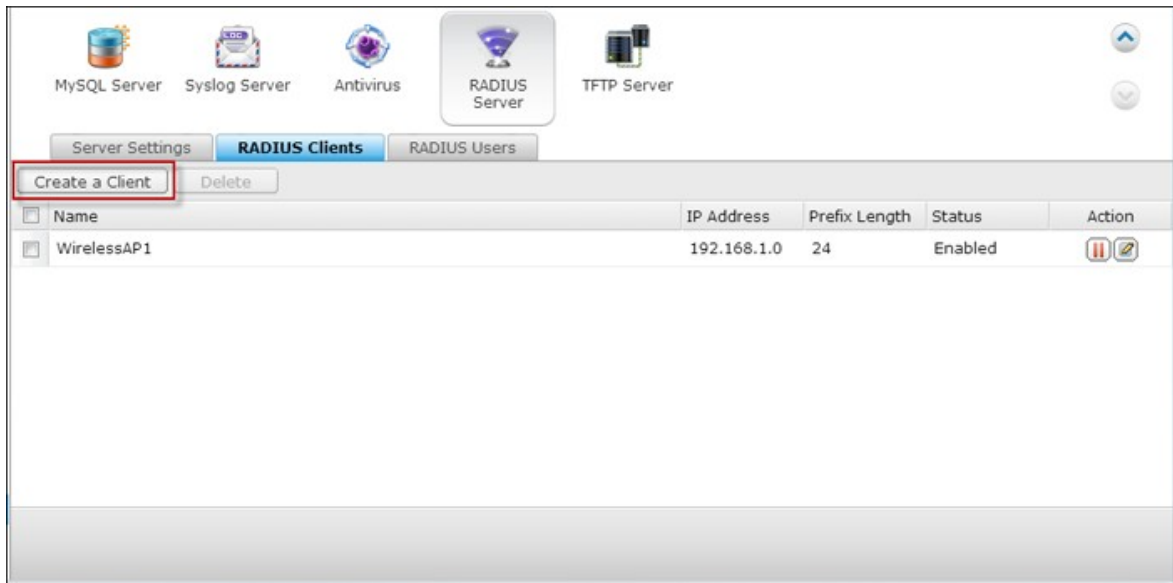 LOG
MySQL Server Syslog Server Antivirus RADIUS Server TFTP Server
Server Settings RADIUS Clients RADIUS Users
Create a Client Delete
Name IP Address Prefix Length Status Action
WirelessAP1 192.168.1.0 24 Enabled